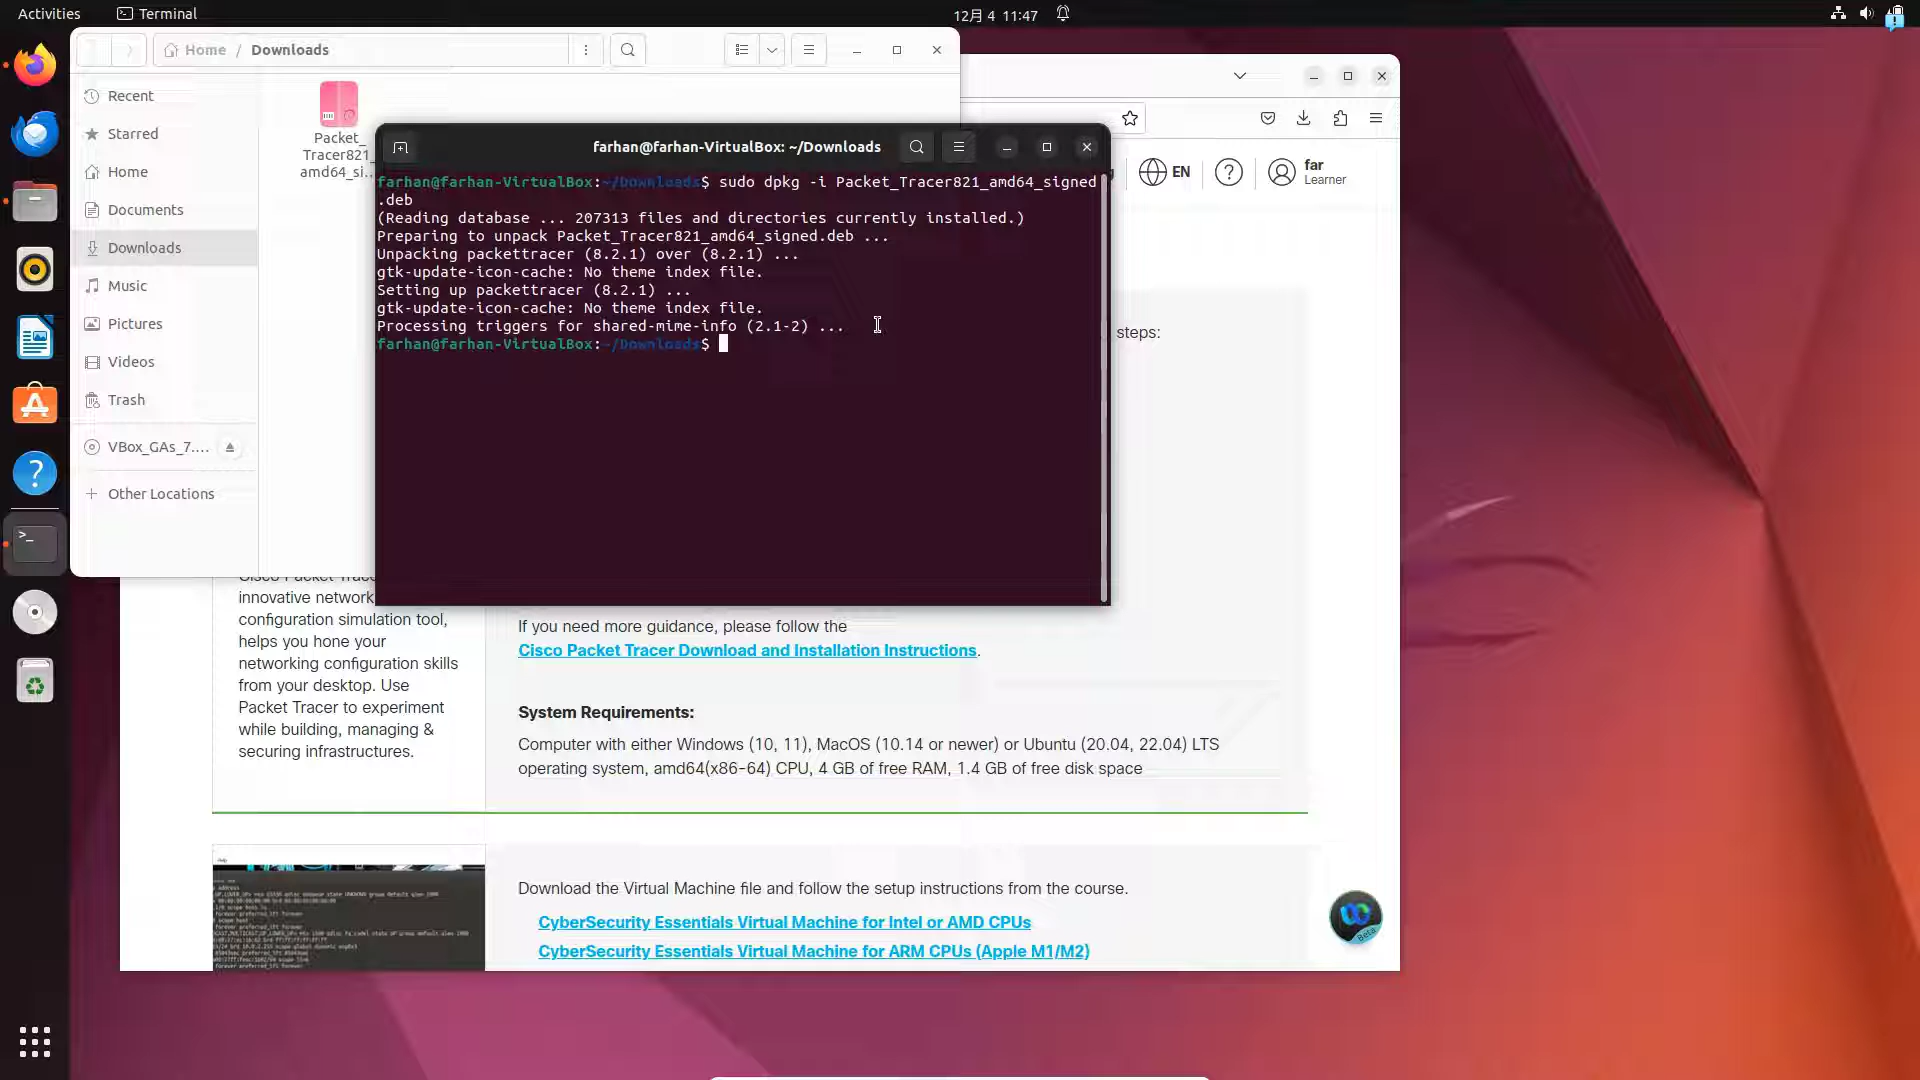 Activities
Terminal
12月 4 11:47
Home / Downloads
Recent
Starred
Home
Documents
Downloads
Music
Pictures
Videos
Trash
VBox_GAs_7....
Other Locations
Packet_
Tracer821_
amd64_si...
farhan@farhan-VirtualBox: ~/Downloads
farhan@farhan-VirtualBox:~/Downloads$ sudo dpkg -i Packet_Tracer821_amd64_signed
.deb
(Reading database ... 207313 files and directories currently installed.)
Preparing to unpack Packet_Tracer821_amd64_signed.deb ...
Unpacking packettracer (8.2.1) over (8.2.1) ...
gtk-update-icon-cache: No theme index file.
Setting up packettracer (8.2.1) ...
gtk-update-icon-cache: No theme index file.
Processing triggers for shared-mime-info (2.1-2) ...
farhan@farhan-VirtualBox:~/Downloads$
EN
far
Learner
steps:
innovative network
configuration simulation tool,
helps you hone your
networking configuration skills
from your desktop. Use
Packet Tracer to experiment
while building, managing &
securing infrastructures.
If you need more guidance, please follow the
Cisco Packet Tracer Download and Installation Instructions.
System Requirements:
Computer with either Windows (10, 11), MacOS (10.14 or newer) or Ubuntu (20.04, 22.04) LTS
operating system, amd64(x86-64) CPU, 4 GB of free RAM, 1.4 GB of free disk space
Download the Virtual Machine file and follow the setup instructions from the course.
CyberSecurity Essentials Virtual Machine for Intel or AMD CPUs
CyberSecurity Essentials Virtual Machine for ARM CPUs (Apple M1/M2)
Beta